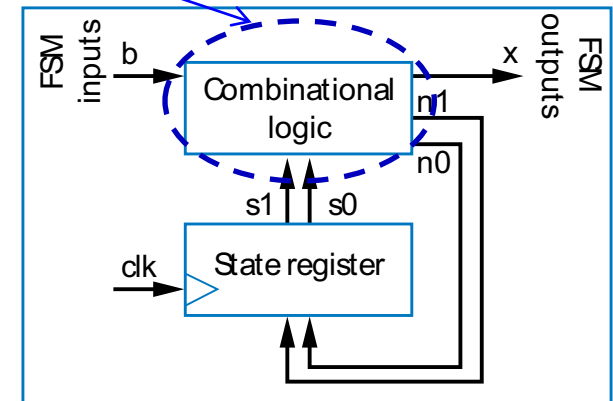 FSM
inputs
b
Combinational
logic
x
n1
n0
FSM
outputs
s1
s0
clk
State register